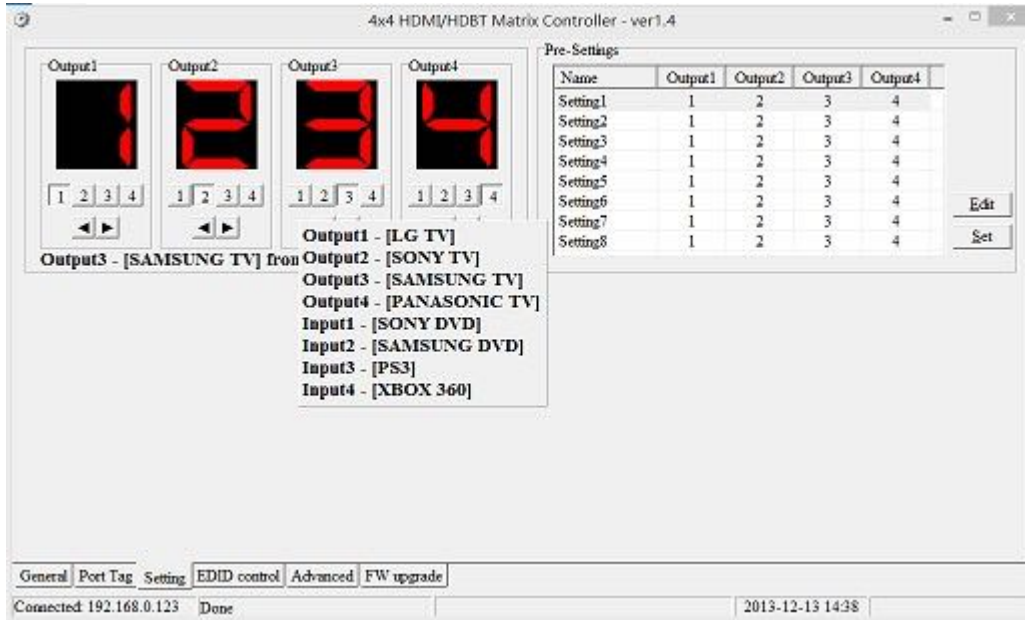 4x4 HDMI/HDBT Matrix Controller - ver1.4
Output1 Output2 Output3 Output4
1 2 3 4
1 2 3 4 1 2 3 4 1 2 3 4 1 2 3 4
Output3 - [SAMSUNG TV] from
Output1 - [LG TV]
Output2 - [SONY TV]
Output3 - [SAMSUNG TV]
Output4 - [PANASONIC TV]
Input1 - [SONY DVD]
Input2 - [SAMSUNG DVD]
Input3 - [PS3]
Input4 - [XBOX 360]
Pre-Settings
Name Output1 Output2 Output3 Output4
Setting1 1 2 3 4
Setting2 1 2 3 4
Setting3 1 2 3 4
Setting4 1 2 3 4
Setting5 1 2 3 4
Setting6 1 2 3 4
Setting7 1 2 3 4
Setting8 1 2 3 4
Edit
Set
General Port Tag Setting EDID control Advanced FW upgrade
Connected: 192.168.0.123 Done 2013-12-13 14:38